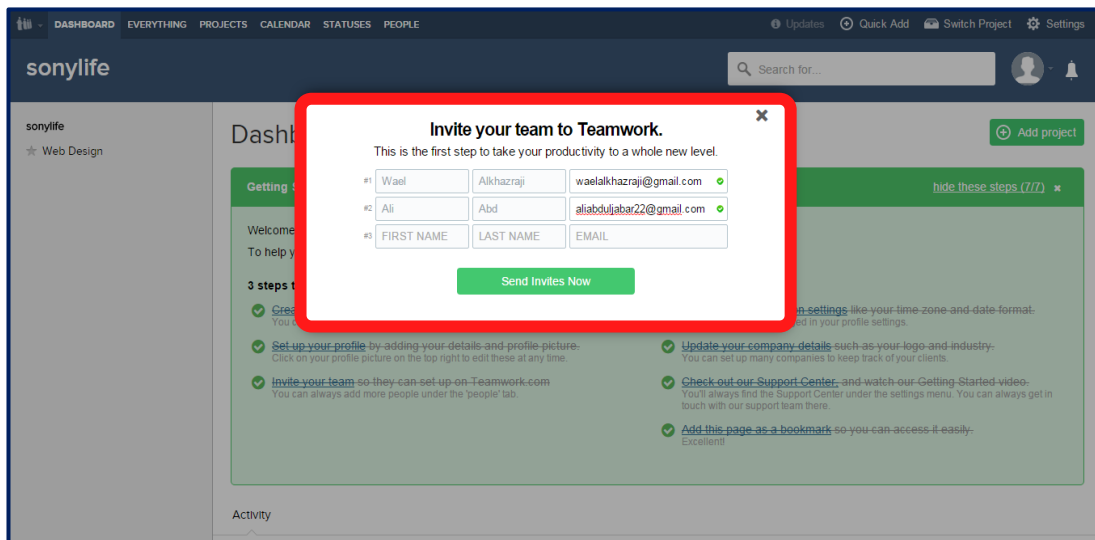 DASHBOARD EVERYTHING PROJECTS CALENDAR STATUSES PEOPLE Updates Quick Add Switch Project Settings
sonylife Search for...
sonylife
Web Design
Dashb Add project
Invite your team to Teamwork.
This is the first step to take your productivity to a whole new level.
#1 Wael Alkhazraji waelalkhazraji@gmail.com
#2 Ali Abd aliabduljabar22@gmail.com
#3 FIRST NAME LAST NAME EMAIL
Send Invites Now
Getting S hide these steps (7/7)
Welcome
To help y
3 steps t
Crea
You c
n settings like your time zone and date format.
ed in your profile settings.
Set up your profile by adding your details and profile picture.
Click on your profile picture on the top right to edit these at any time.
Update your company details such as your logo and industry.
You can set up many companies to keep track of your clients.
Invite your team so they can set up on Teamwork.com
You can always add more people under the 'people' tab.
Check out our Support Center, and watch our Getting Started video.
You'll always find the Support Center under the settings menu. You can always get in
touch with our support team there.
Add this page as a bookmark so you can access it easily.
Excellent!
Activity